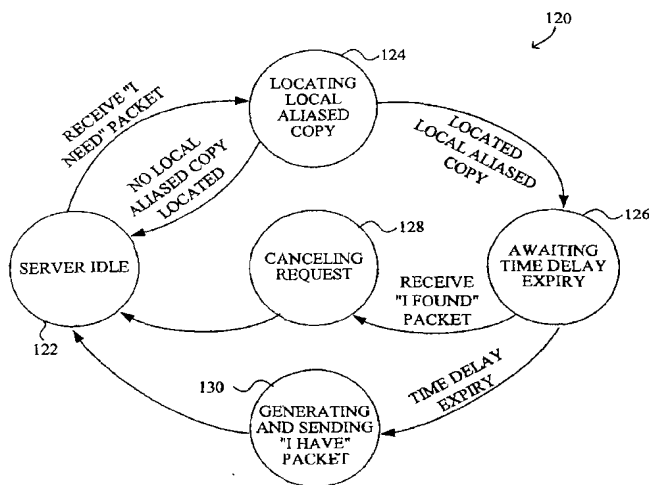 120
124
LOCATING
LOCAL
ALIASED
COPY
RECEIVE "I
NEED" PACKET
NO LOCAL
ALIASED COPY
LOCATED
LOCATED
LOCAL ALIASED
COPY
SERVER IDLE
122
128
CANCELING
REQUEST
126
AWAITING
TIME DELAY
EXPIRY
RECEIVE
"I FOUND"
PACKET
TIME DELAY
EXPIRY
130
GENERATING
AND SENDING
"I HAVE"
PACKET